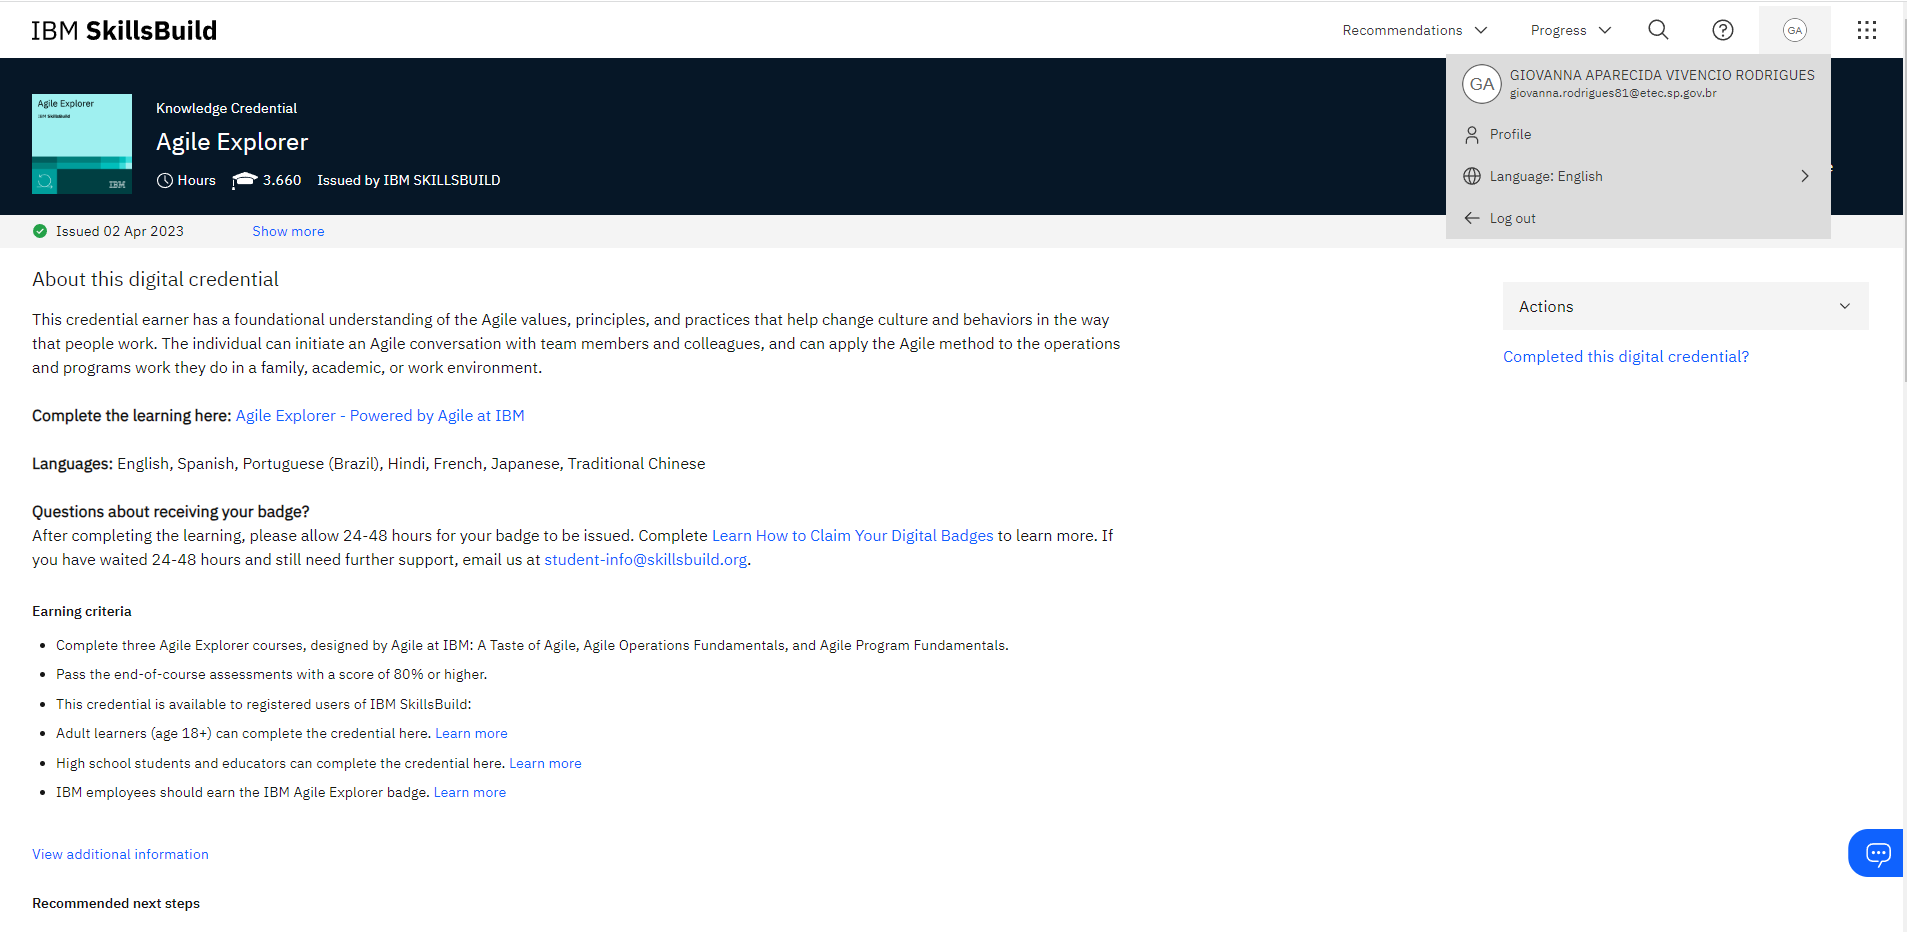 IBM SkillsBuild
Recommendations
Progress
GA
GA
GIOVANNA APARECIDA VIVENCIO RODRIGUES
giovanna.rodrigues81@etec.sp.gov.br
Profile
Language: English
Log out
Agile Explorer
IBM SkillsBuild
IBM
Knowledge Credential
Agile Explorer
Hours 3.660 Issued by IBM SKILLSBUILD
Issued 02 Apr 2023 Show more
About this digital credential
This credential earner has a foundational understanding of the Agile values, principles, and practices that help change culture and behaviors in the way
that people work. The individual can initiate an Agile conversation with team members and colleagues, and can apply the Agile method to the operations
and programs work they do in a family, academic, or work environment.
Complete the learning here: Agile Explorer - Powered by Agile at IBM
Languages: English, Spanish, Portuguese (Brazil), Hindi, French, Japanese, Traditional Chinese
Questions about receiving your badge?
After completing the learning, please allow 24-48 hours for your badge to be issued. Complete Learn How to Claim Your Digital Badges to learn more. If
you have waited 24-48 hours and still need further support, email us at student-info@skillsbuild.org.
Earning criteria
• Complete three Agile Explorer courses, designed by Agile at IBM: A Taste of Agile, Agile Operations Fundamentals, and Agile Program Fundamentals.
• Pass the end-of-course assessments with a score of 80% or higher.
• This credential is available to registered users of IBM SkillsBuild:
• Adult learners (age 18+) can complete the credential here. Learn more
• High school students and educators can complete the credential here. Learn more
• IBM employees should earn the IBM Agile Explorer badge. Learn more
View additional information
Recommended next steps
Actions
Completed this digital credential?